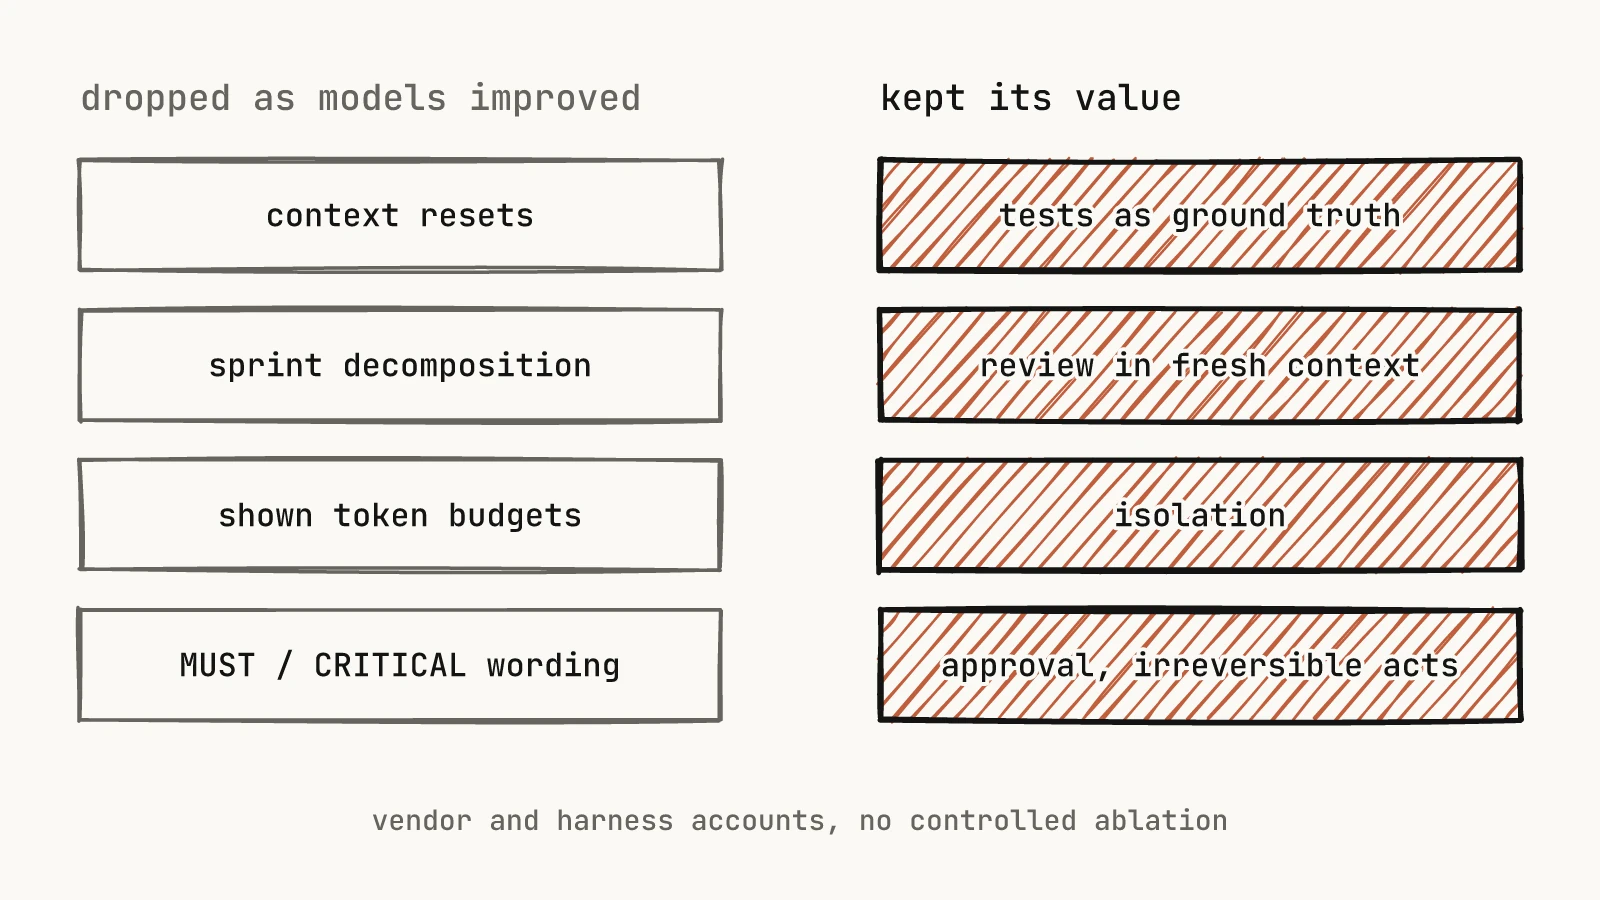 dropped as models improved
context resets
sprint decomposition
shown token budgets
MUST / CRITICAL wording
kept its value
tests as ground truth
review in fresh context
isolation
approval, irreversible acts
vendor and harness accounts, no controlled ablation